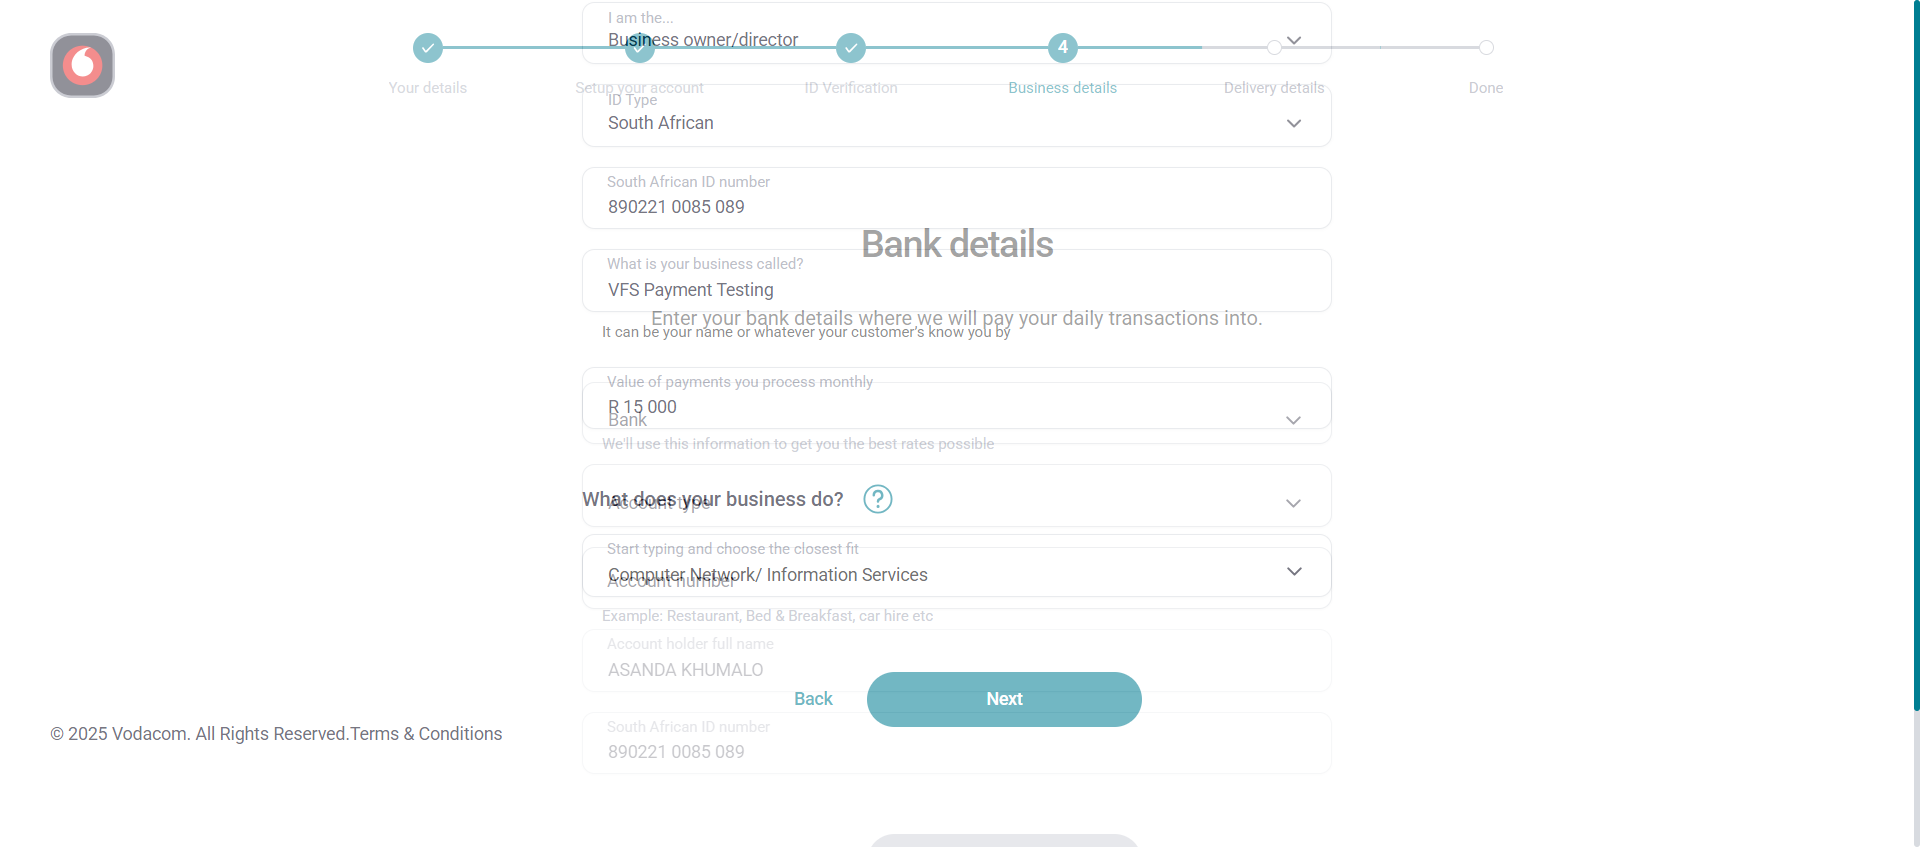 I am the...
Business owner/director
4
Your details
Setup your account
ID Verification
Business details
Delivery details
Done
ID Type
South African
South African ID number
890221 0085 089
Bank details
What is your business called?
VFS Payment Testing
Enter your bank details where we will pay your daily transactions into.
It can be your name or whatever your customer's know you by
Value of payments you process monthly
R 15 000
Bank
We'll use this information to get you the best rates possible
What does your business do?
?
Account type
Start typing and choose the closest fit
Computer Network/ Information Services
Account number
Example: Restaurant, Bed & Breakfast, car hire etc
Account holder full name
ASANDA KHUMALO
Back
Next
South African ID number
© 2025 Vodacom. All Rights Reserved.Terms & Conditions
890221 0085 089